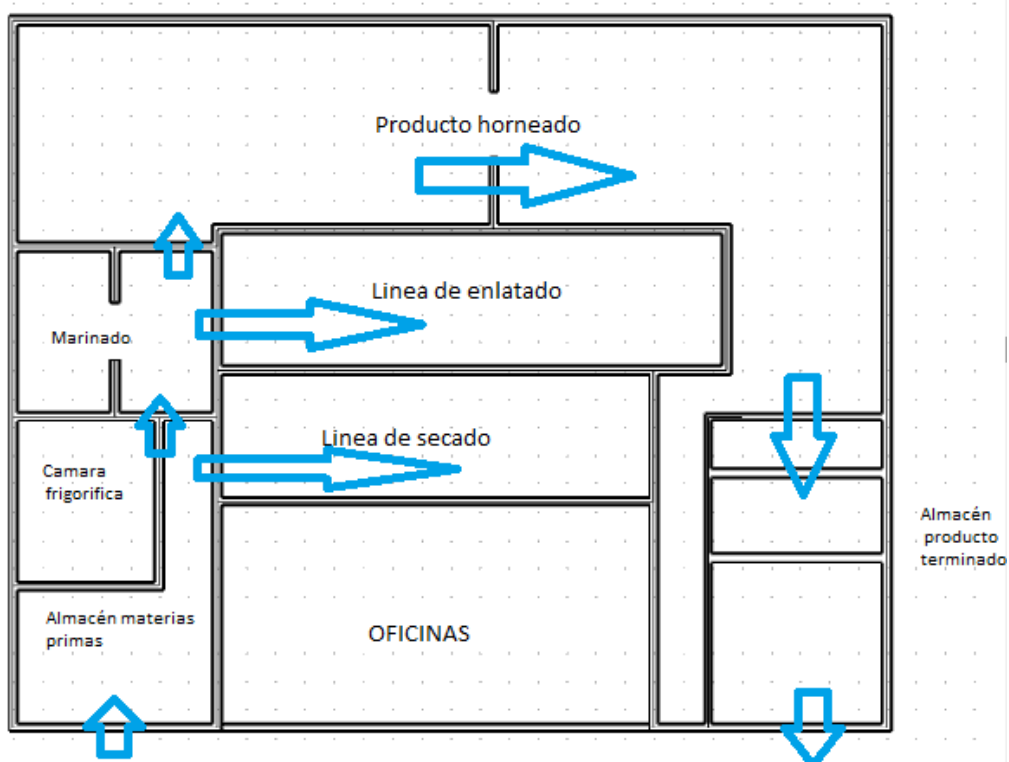 Producto horneado
Linea de enlatado
Marinado
Linea de secado
Camara
frigorifica
Almacén
producto
terminado
Almacén materias
primas
OFICINAS